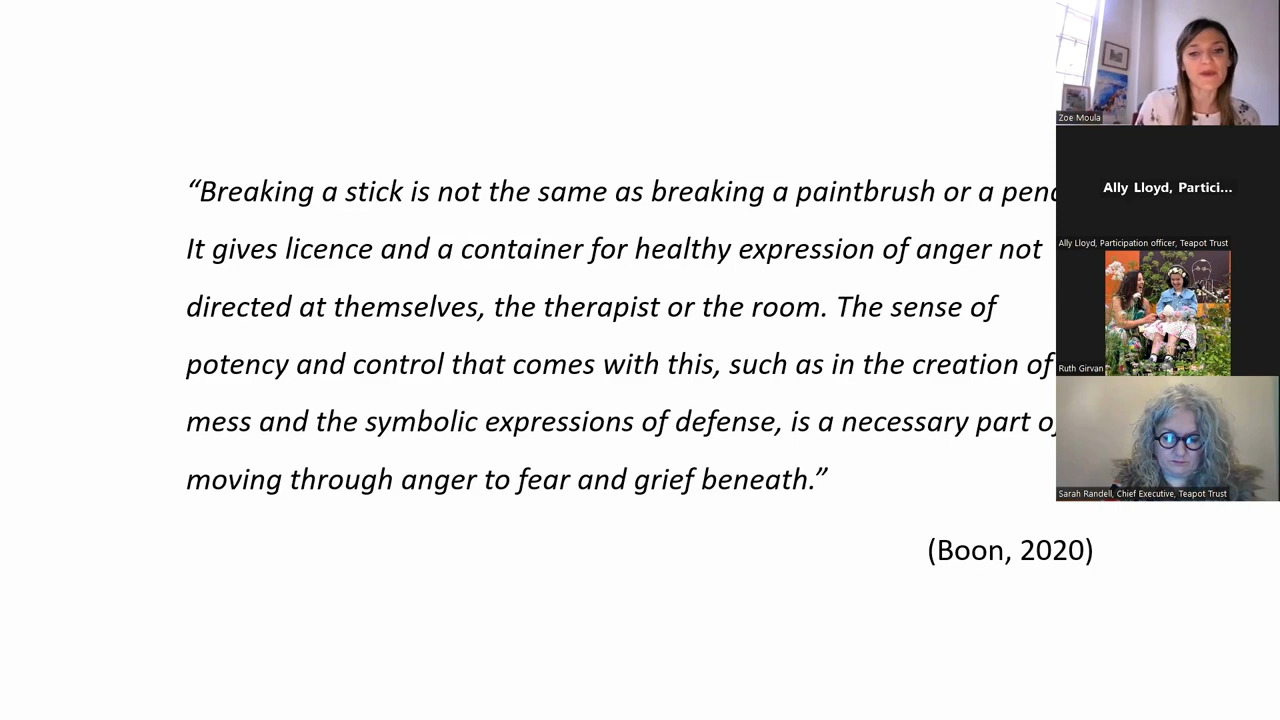 “Breaking a stick is not the same as breaking a paintbrush or a
It gives licence and a container for healthy expression of anger not
directed at themselves, the therapist or the room. The sense of
potency and control that comes with this, such as in the creation of
mess and the symbolic expressions of defense, is a necessary part
moving through anger to fear and grief beneath.”
(Boon, 2020)
Zoe Moula
Ally Lloyd, Partici...
Ally Lloyd, Participation officer, Teapot Trust
Ruth Girvan
Sarah Randell, Chief Executive, Teapot Trust